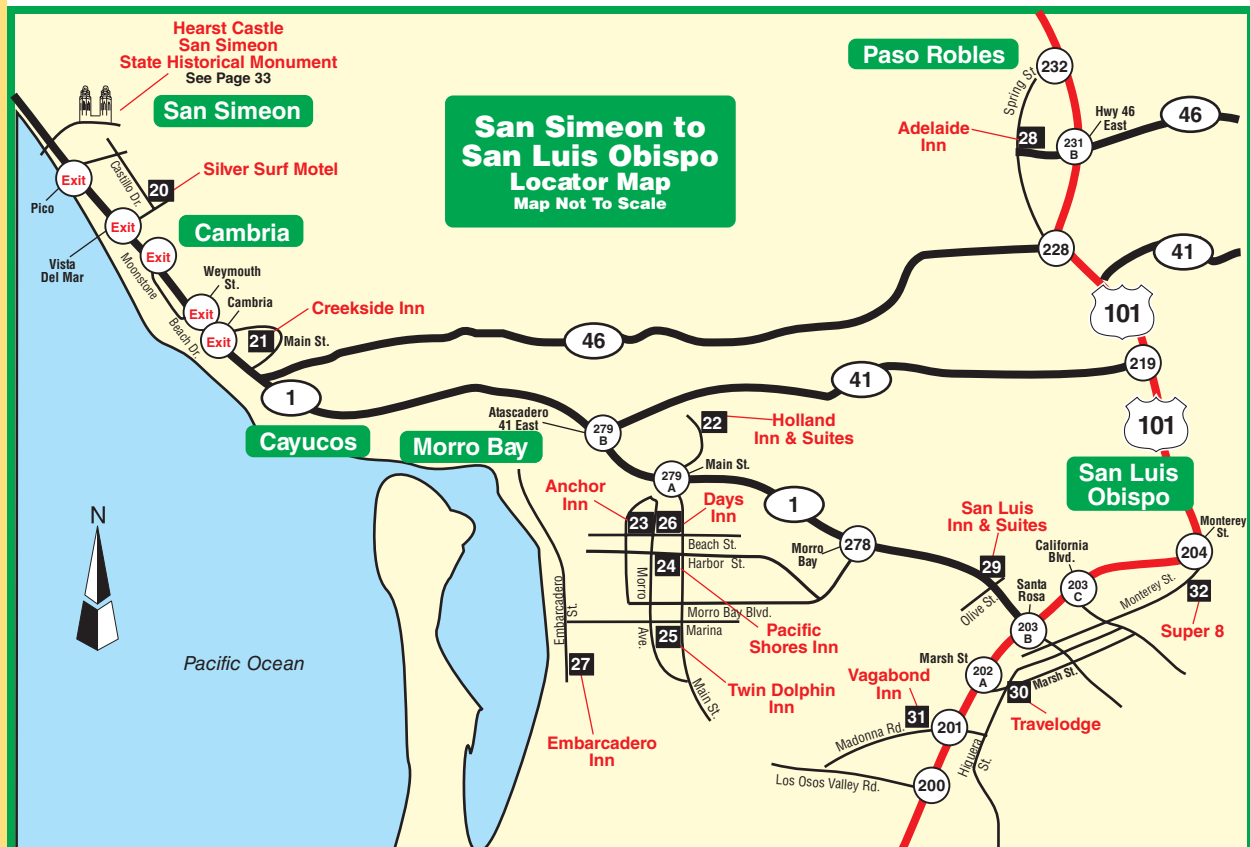 Hearst Castle
San Simeon
State Historical Monument
See Page 33
San Simeon
Silver Surf Motel
20
Castillo Dr.
Exit
Pico
Exit
Vista
Del Mar
Cambria
Exit
Moonstone
Beach Dr.
Weymouth
St.
Exit
Cambria
Exit
21
Main St.
Creekside Inn
San Simeon to
San Luis Obispo
Locator Map
Map Not To Scale
Paso Robles
232
Spring St.
Adelaide
Inn
28
231
B
Hwy 46
East
46
228
41
101
46
41
219
1
101
Cayucos
Morro Bay
Atascadero
41 East
279
B
22
Holland
Inn & Suites
279
A
Main St.
1
Anchor
Inn
23
26
Days
Inn
Beach St.
Harbor St.
24
Morro
Ave.
Morro Bay Blvd.
Marina
25
Pacific
Shores Inn
Twin Dolphin
Inn
Main St.
Embarcadero
St.
27
Embarcadero
Inn
Morro
Bay
278
San Luis
Inn & Suites
29
Olive St.
San Luis
Obispo
Monterey
St.
204
California
Blvd.
203
C
Santa
Rosa
203
B
Monterey St.
32
Super 8
Marsh St
202
A
30
Marsh St.
Travelodge
Vagabond
Inn
31
201
Madonna Rd.
Higuera
St.
200
Los Osos Valley Rd.
N
Pacific Ocean